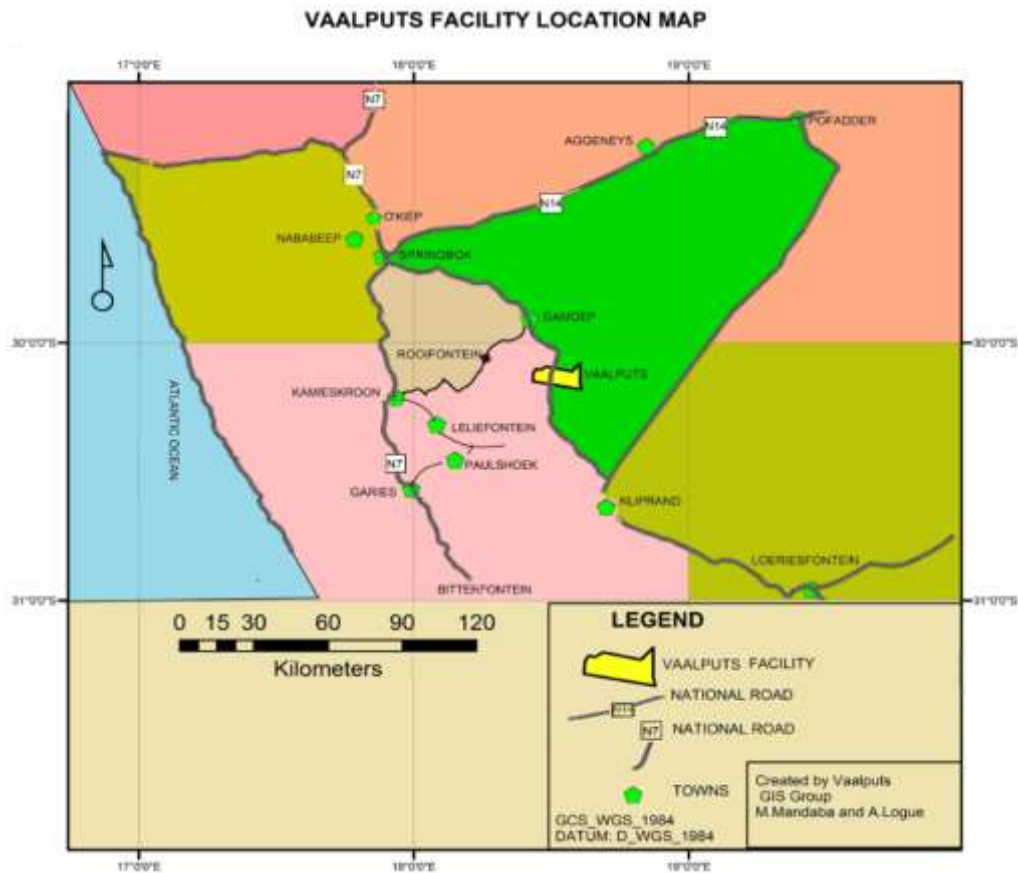 VAALPUTS FACILITY LOCATION MAP
17°0'0"E
18°0'0"E
19°0'0"E
N7
N14
POFADDER
AGGENEYS
N7
N14
O'KIEP
NABABEEP
SPRINGBOK
GAMOEP
30°0'0"S
30°0'0"S
ROOIFONTEIN
VAALPUTS
KAMIESKROON
ATLANTIC OCEAN
LELIEFONTEIN
N7
PAULSHOEK
GARIES
KLIPRAND
LOERIESFONTEIN
BITTENFONTEIN
31°0'0"S
31°0'0"S
0 15 30 60 90 120
Kilometers
LEGEND
VAALPUTS FACILITY
NATIONAL ROAD
N7
NATIONAL ROAD
TOWNS
GCS_WGS_1984
DATUM: D_WGS_1984
Created by Vaalputs
GIS Group
M.Mandaba and A.Logue
17°0'0"E
18°0'0"E
19°0'0"E